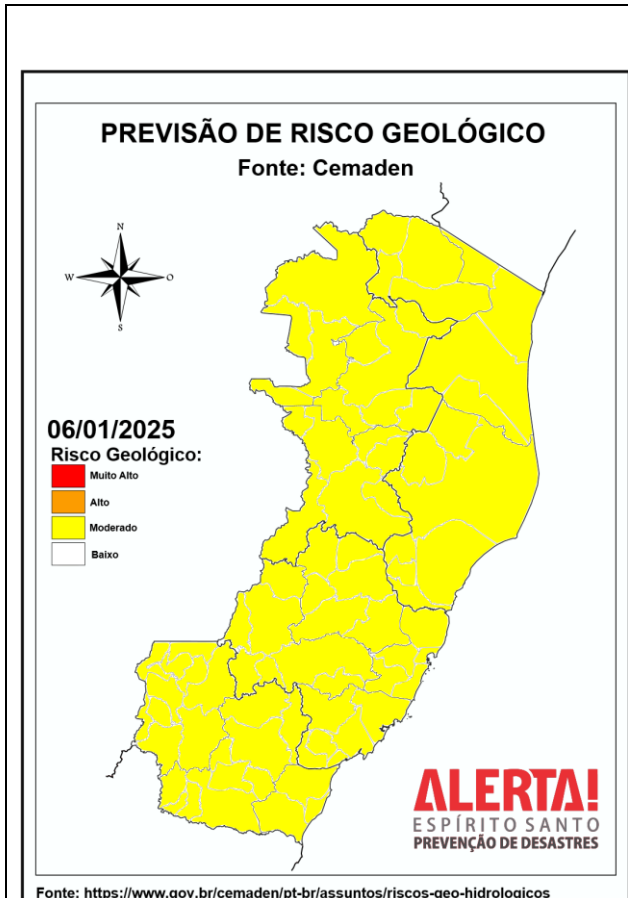 PREVISÃO DE RISCO GEOLÓGICO
Fonte: Cemaden
N
W
O
S
06/01/2025
Risco Geológico:
Muito Alto
Alto
Moderado
Baixo
ALERTA!
ESPÍRITO SANTO
PREVENÇÃO DE DESASTRES
Fonte: https://www.gov.br/cemaden/pt-br/assuntos/riscos-geo-hidrologicos